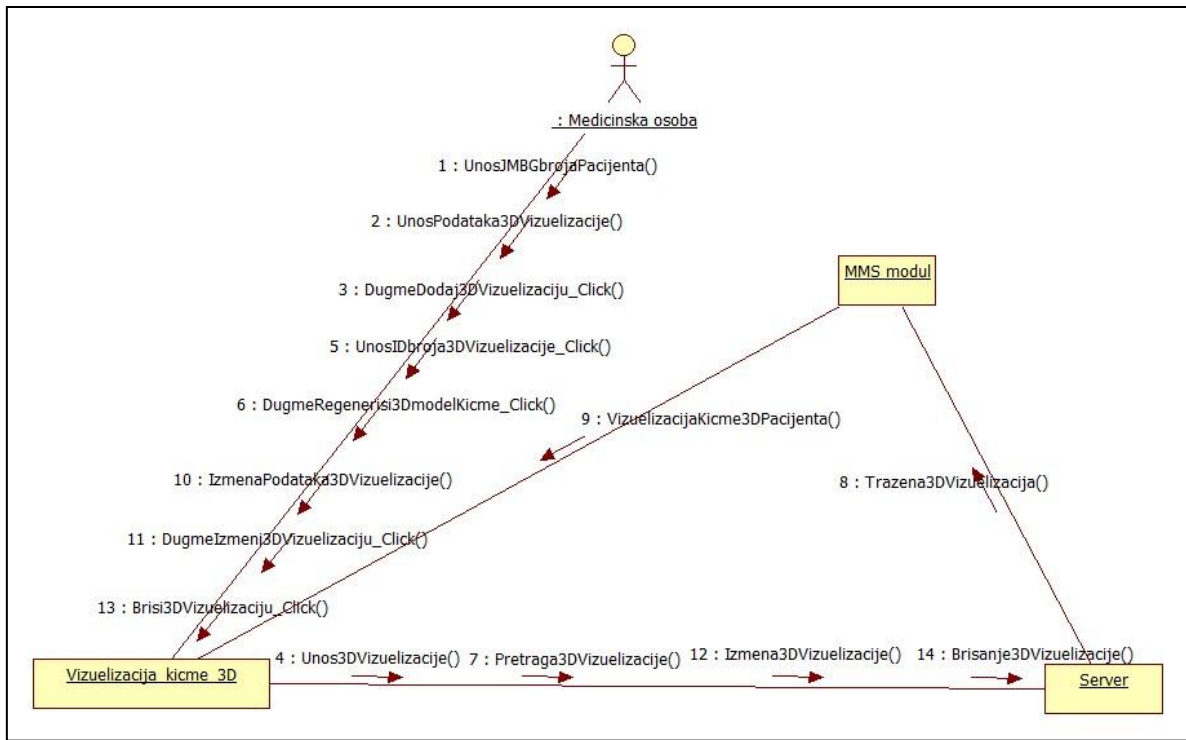 _: Medicinska osoba
1 : UnosJMBGbrojaPacijenta()
2 : UnosPodataka3DVizuelizacije()
MMS modul
3 : DugmeDodaj3DVizuelizaciju_Click()
5 : UnosIDbroja3DVizuelizacije_Click()
6 : DugmeRegenerisi3DmodelKicme_Click()
9 : VizuelizacijaKicme3DPacijenta()
10 : IzmenaPodataka3DVizuelizacije()
8 : Trazena3DVizuelizacija()
11 : DugmeIzmeni3DVizuelizaciju_Click()
13 : Brisi3DVizuelizaciju_Click()
4 : Unos3DVizuelizacije()
7 : Pretraga3DVizuelizacije()
12 : Izmena3DVizuelizacije()
14 : Brisanje3DVizuelizacije()
Vizuelizacija_kicme_3D
Server